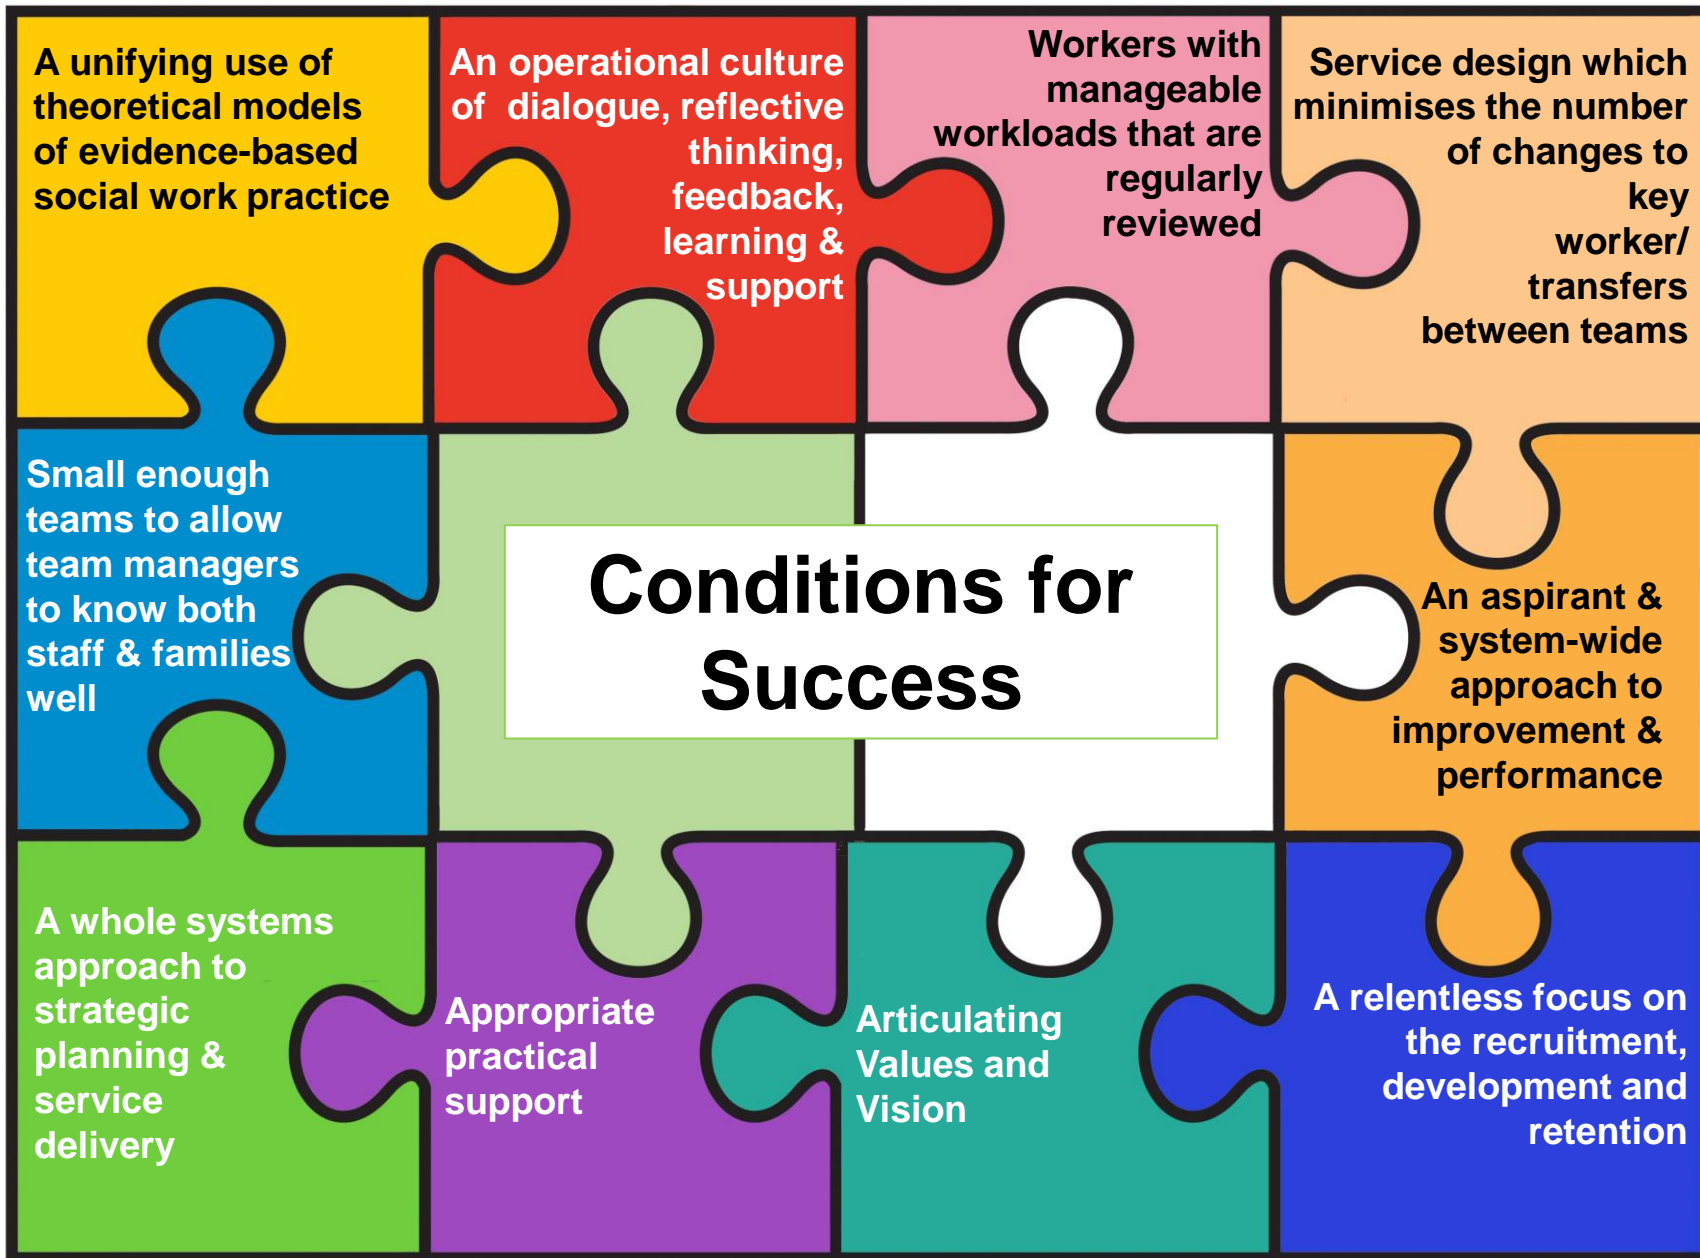 A unifying use of
theoretical models
of evidence-based
social work practice
An operational culture
of dialogue, reflective
thinking,
feedback,
learning &
support
Workers with
manageable
workloads that are
regularly
reviewed
Service design which
minimises the number
of changes to
key
worker/
transfers
between teams
Small enough
teams to allow
team managers
to know both
staff & families
well
Conditions for
Success
An aspirant &
system-wide
approach to
improvement &
performance
A whole systems
approach to
strategic
planning &
service
delivery
Appropriate
practical
support
Articulating
Values and
Vision
A relentless focus on
the recruitment,
development and
retention